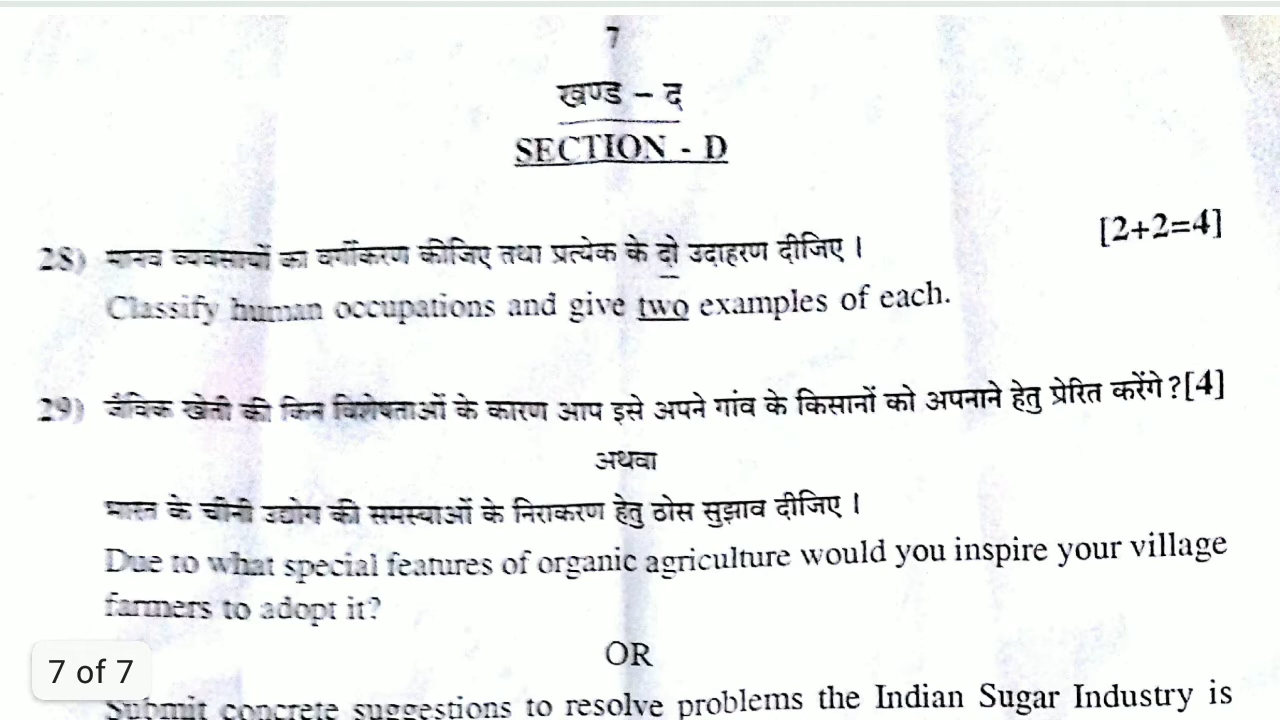 7
खण्ड – द
SECTION - D
[2+2=4]
28) मानव व्यवसायों का वर्गीकरण कीजिए तथा प्रत्येक के दो उदाहरण दीजिए ।
Classify human occupations and give two examples of each.
29) जैविक खेती की किन विशेषताओं के कारण आप इसे अपने गांव के किसानों को अपनाने हेतु प्रेरित करेंगे ? [4]
अथवा
भारत के चीनी उद्योग की समस्याओं के निराकरण हेतु ठोस सुझाव दीजिए ।
Due to what special features of organic agriculture would you inspire your village
farmers to adopt it?
OR
Submit concrete suggestions to resolve problems the Indian Sugar Industry is
7 of 7